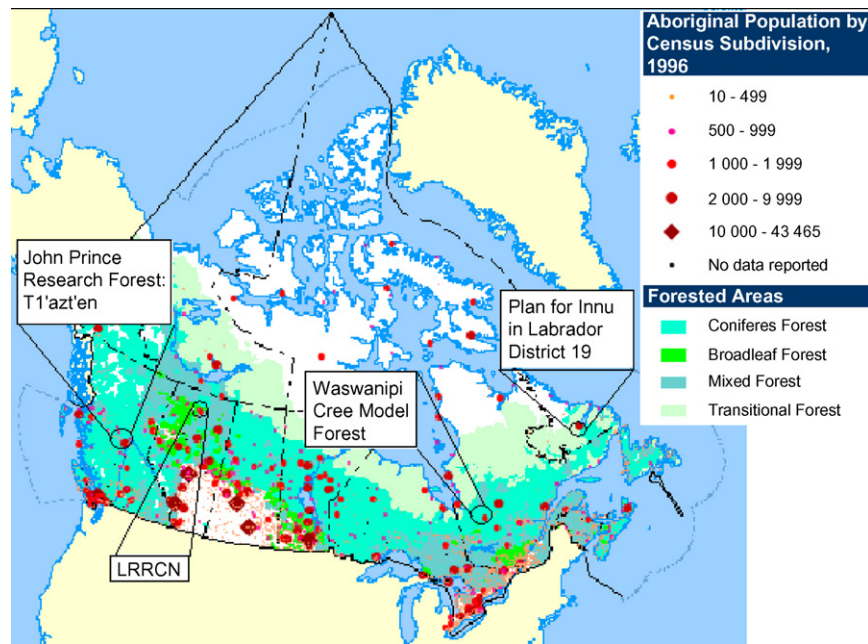 Aboriginal Population by
Census Subdivision,
1996
10 - 499
500 - 999
1 000 - 1 999
2 000 - 9 999
10 000 - 43 465
No data reported
Forested Areas
Coniferes Forest
Broadleaf Forest
Mixed Forest
Transitional Forest
John Prince
Research Forest:
T1'azt'en
Plan for Innu
in Labrador
District 19
Waswanipi
Cree Model
Forest
LRRCN